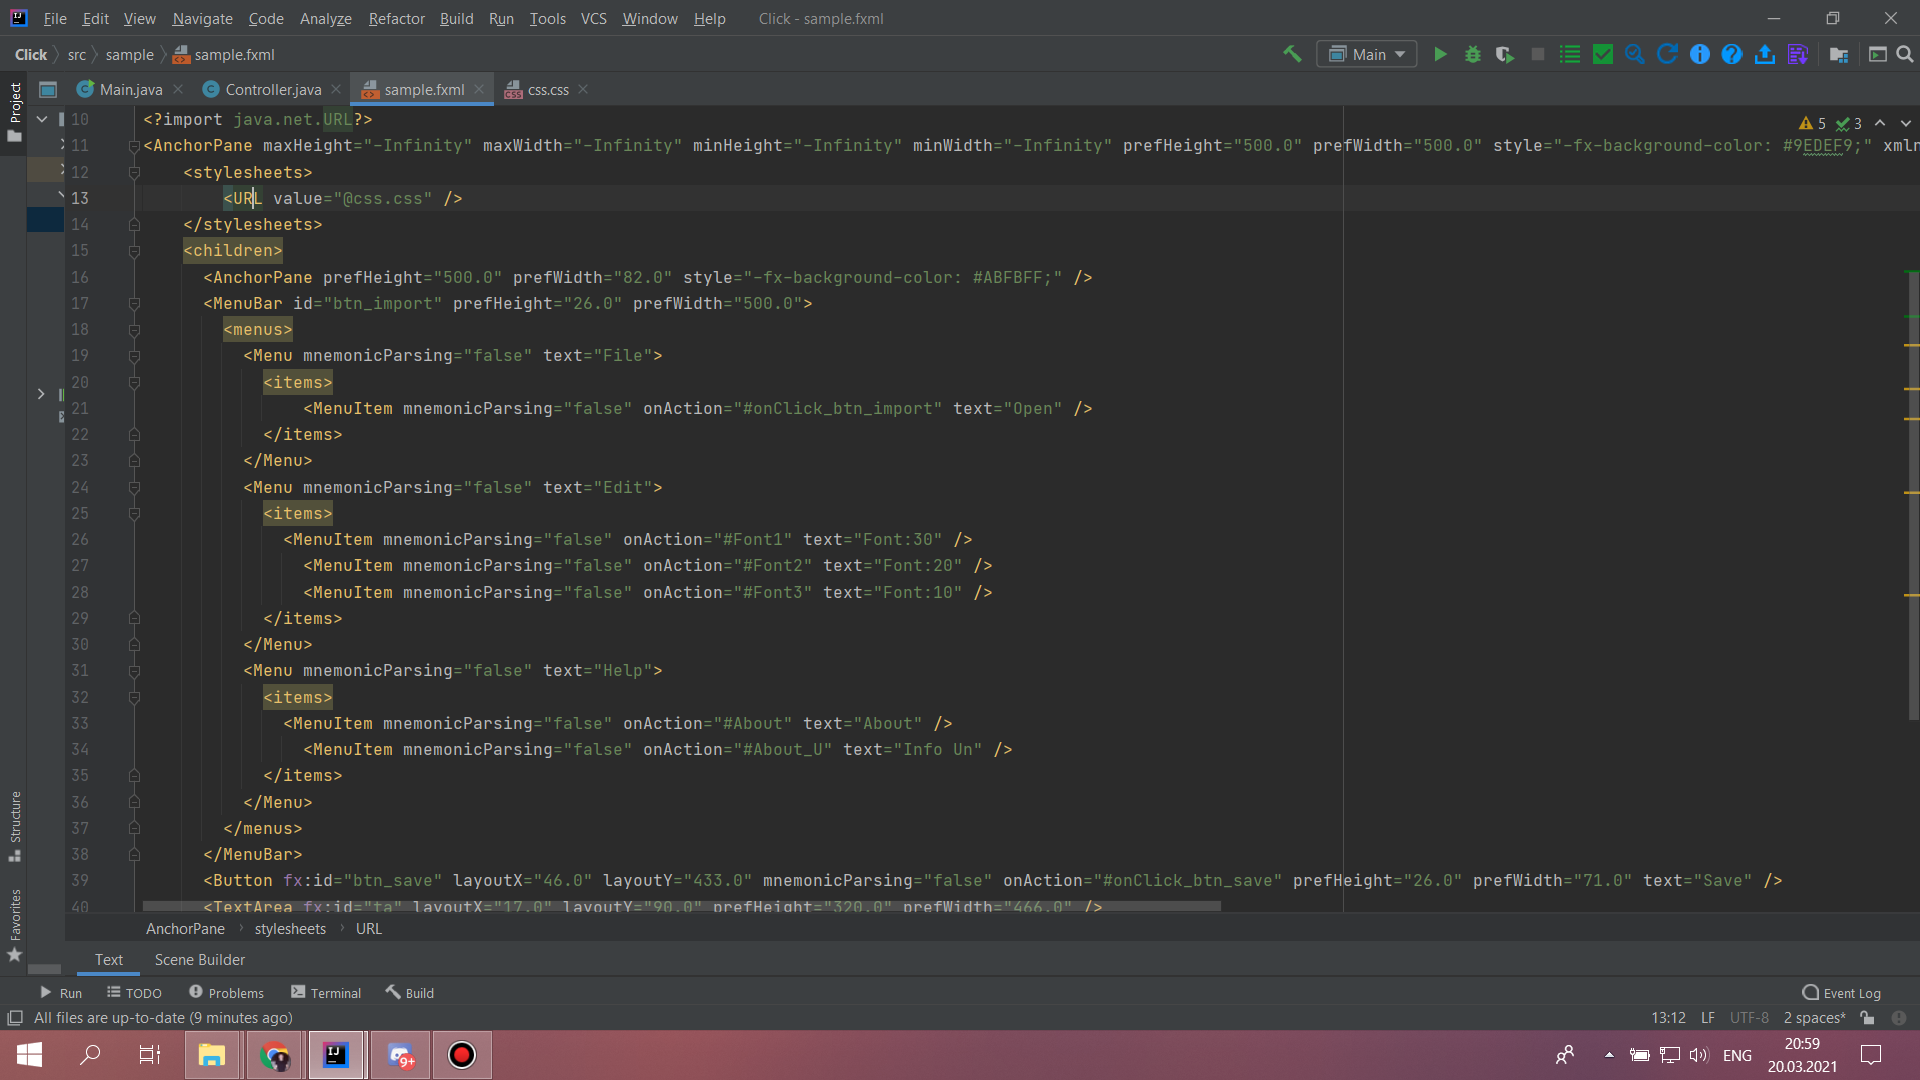 File Edit View Navigate Code Analyze Refactor Build Run Tools VCS Window Help Click - sample.fxml
Click src sample sample.fxml Main
Main.java Controller.java sample.fxml css.css
Project
5 3
10 <?import java.net.URL?>
11 <AnchorPane maxHeight="-Infinity" maxWidth="-Infinity" minHeight="-Infinity" minWidth="-Infinity" prefHeight="500.0" prefWidth="500.0" style="-fx-background-color: #9EDEF9;" xmln
12 <stylesheets>
13 <URL value="@css.css" />
14 </stylesheets>
15 <children>
16 <AnchorPane prefHeight="500.0" prefWidth="82.0" style="-fx-background-color: #ABFBFF;" />
17 <MenuBar id="btn_import" prefHeight="26.0" prefWidth="500.0">
18 <menus>
19 <Menu mnemonicParsing="false" text="File">
20 <items>
21 <MenuItem mnemonicParsing="false" onAction="#onClick_btn_import" text="Open" />
22 </items>
23 </Menu>
24 <Menu mnemonicParsing="false" text="Edit">
25 <items>
26 <MenuItem mnemonicParsing="false" onAction="#Font1" text="Font:30" />
27 <MenuItem mnemonicParsing="false" onAction="#Font2" text="Font:20" />
28 <MenuItem mnemonicParsing="false" onAction="#Font3" text="Font:10" />
29 </items>
30 </Menu>
31 <Menu mnemonicParsing="false" text="Help">
32 <items>
33 <MenuItem mnemonicParsing="false" onAction="#About" text="About" />
34 <MenuItem mnemonicParsing="false" onAction="#About_U" text="Info Un" />
35 </items>
36 </Menu>
37 </menus>
38 </MenuBar>
39 <Button fx:id="btn_save" layoutX="46.0" layoutY="433.0" mnemonicParsing="false" onAction="#onClick_btn_save" prefHeight="26.0" prefWidth="71.0" text="Save" />
40 <TextArea fx:id="ta" layoutX="17.0" layoutY="90.0" prefHeight="320.0" prefWidth="466.0" />
Structure
Favorites
AnchorPane stylesheets URL
Text Scene Builder
Run TODO Problems Terminal Build Event Log
All files are up-to-date (9 minutes ago) 13:12 LF UTF-8 2 spaces*
9+
ENG
20:59
20.03.2021